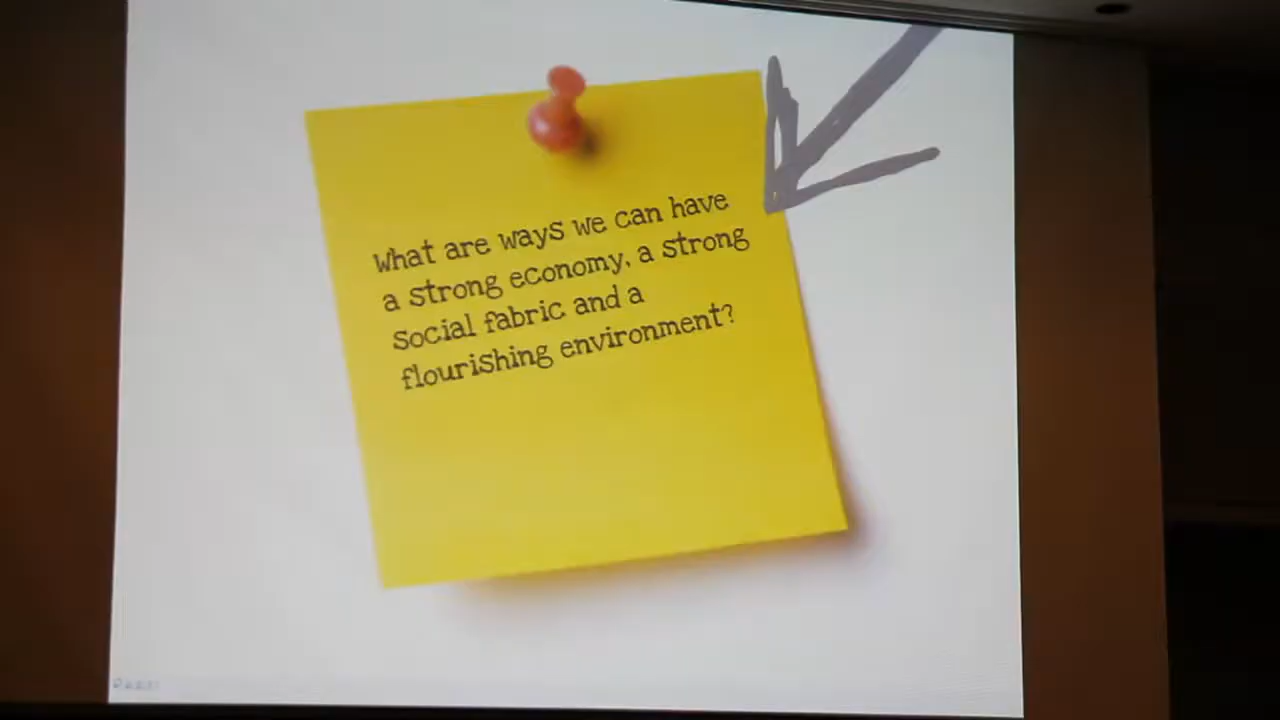 What are ways we can have
a strong economy, a strong
social fabric and a
flourishing environment?